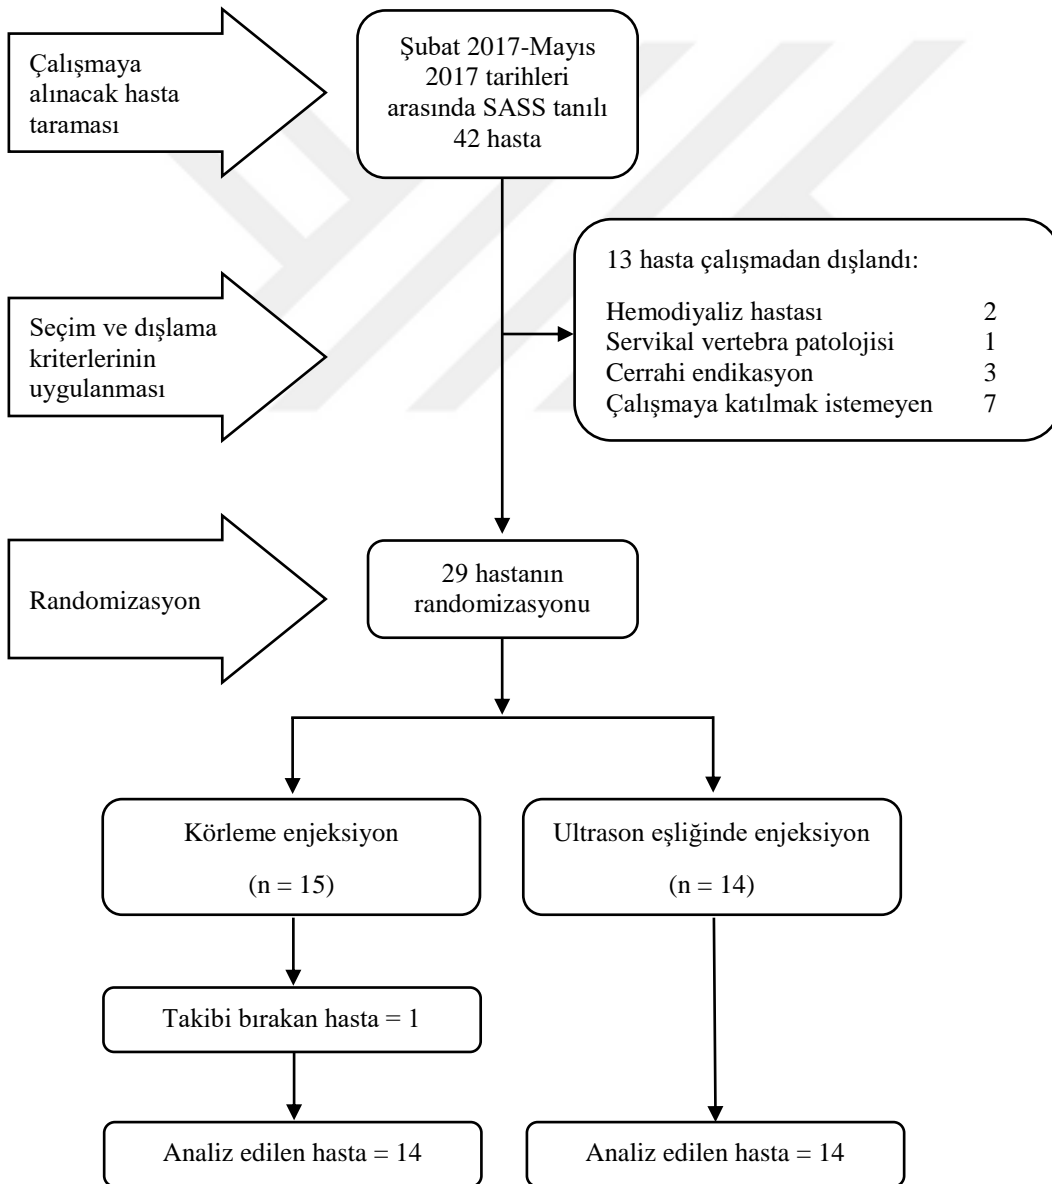 Çalışmaya
alınacak hasta
taraması
Şubat 2017-Mayıs
2017 tarihleri
arasında SASS tanılı
42 hasta
Seçim ve dışlama
kriterlerinin
uygulanması
13 hasta çalışmadan dışlandı:
Hemodiyaliz hastası 2
Servikal vertebra patolojisi 1
Cerrahi endikasyon 3
Çalışmaya katılmak istemeyen 7
Randomizasyon
29 hastanın
randomizasyonu
Körleme enjeksiyon
(n = 15)
Ultrason eşliğinde enjeksiyon
(n = 14)
Takibi bırakan hasta = 1
Analiz edilen hasta = 14
Analiz edilen hasta = 14